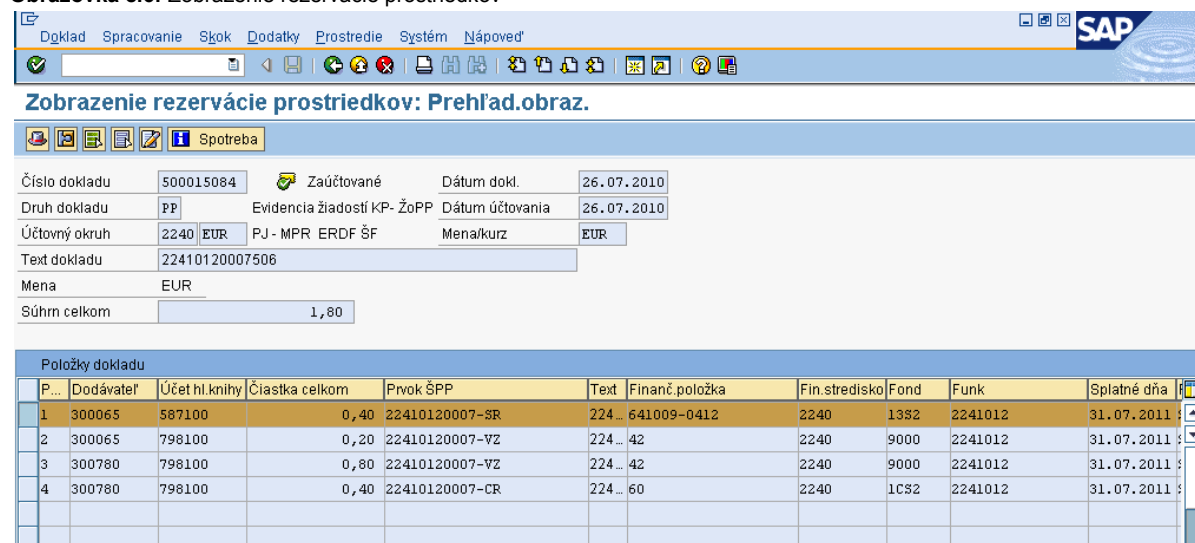 Doklad Spracovanie Skok Dodatky Prostredie Systém Nápoveď
SAP
Zobrazenie rezervácie prostriedkov: Prehľad.obraz.
Spotreba
Číslo dokladu 500015084 Zaúčtované Dátum dokl. 26.07.2010
Druh dokladu PP Evidencia žiadostí KP- ŽoPP Dátum účtovania 26.07.2010
Účtovný okruh 2240 EUR PJ - MPR ERDF ŠF Mena/kurz EUR
Text dokladu 22410120007506
Mena EUR
Súhrn celkom 1,80
Položky dokladu
P... Dodávateľ Účet hl.knihy Čiastka celkom Prvok ŠPP Text Finanč.položka Fin.stredisko Fond Funk Splatné dňa
1 300065 587100 0,40 22410120007-SR 224… 641009-0412 2240 13S2 2241012 31.07.2011
2 300065 798100 0,20 22410120007-VZ 224… 42 2240 9000 2241012 31.07.2011
3 300780 798100 0,80 22410120007-VZ 224… 42 2240 9000 2241012 31.07.2011
4 300780 798100 0,40 22410120007-CR 224… 60 2240 1CS2 2241012 31.07.2011